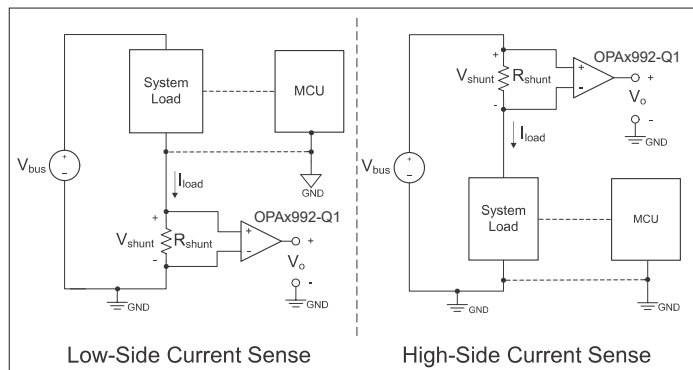 System
Load
MCU
V_bus
I_load
GND
OPAx992-Q1
+
V_shunt
R_shunt
+
-
-
+
V_o
-
GND
GND
+
-
Low-Side Current Sense
OPAx992-Q1
+
V_shunt
R_shunt
+
-
-
+
V_o
-
GND
I_load
V_bus
+
-
System
Load
MCU
GND
GND
High-Side Current Sense